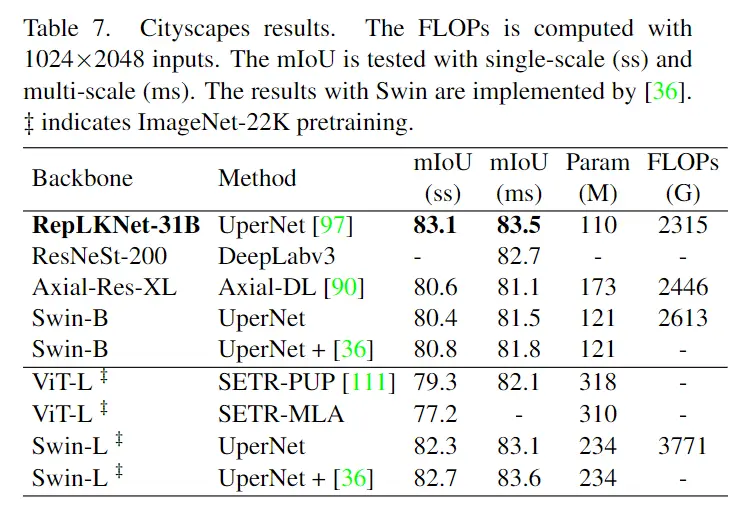 Table 7. Cityscapes results. The FLOPs is computed with
1024×2048 inputs. The mIoU is tested with single-scale (ss) and
multi-scale (ms). The results with Swin are implemented by [36].
‡ indicates ImageNet-22K pretraining.
Backbone Method mIoU (ss) mIoU (ms) Param (M) FLOPs (G)
RepLKNet-31B UperNet [97] 83.1 83.5 110 2315
ResNeSt-200 DeepLabv3 - 82.7 - -
Axial-Res-XL Axial-DL [90] 80.6 81.1 173 2446
Swin-B UperNet 80.4 81.5 121 2613
Swin-B UperNet + [36] 80.8 81.8 121 -
ViT-L ‡ SETR-PUP [111] 79.3 82.1 318 -
ViT-L ‡ SETR-MLA 77.2 - 310 -
Swin-L ‡ UperNet 82.3 83.1 234 3771
Swin-L ‡ UperNet + [36] 82.7 83.6 234 -